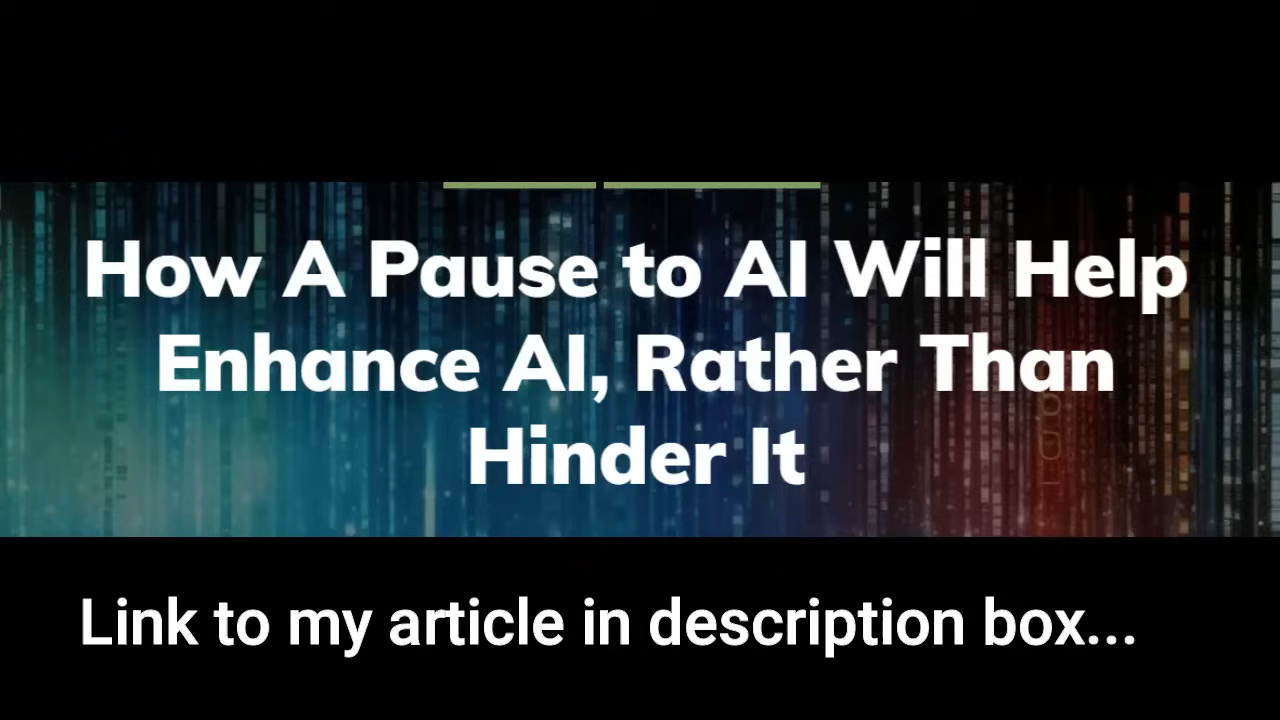 How A Pause to AI Will Help
Enhance AI, Rather Than
Hinder It
Link to my article in description box...